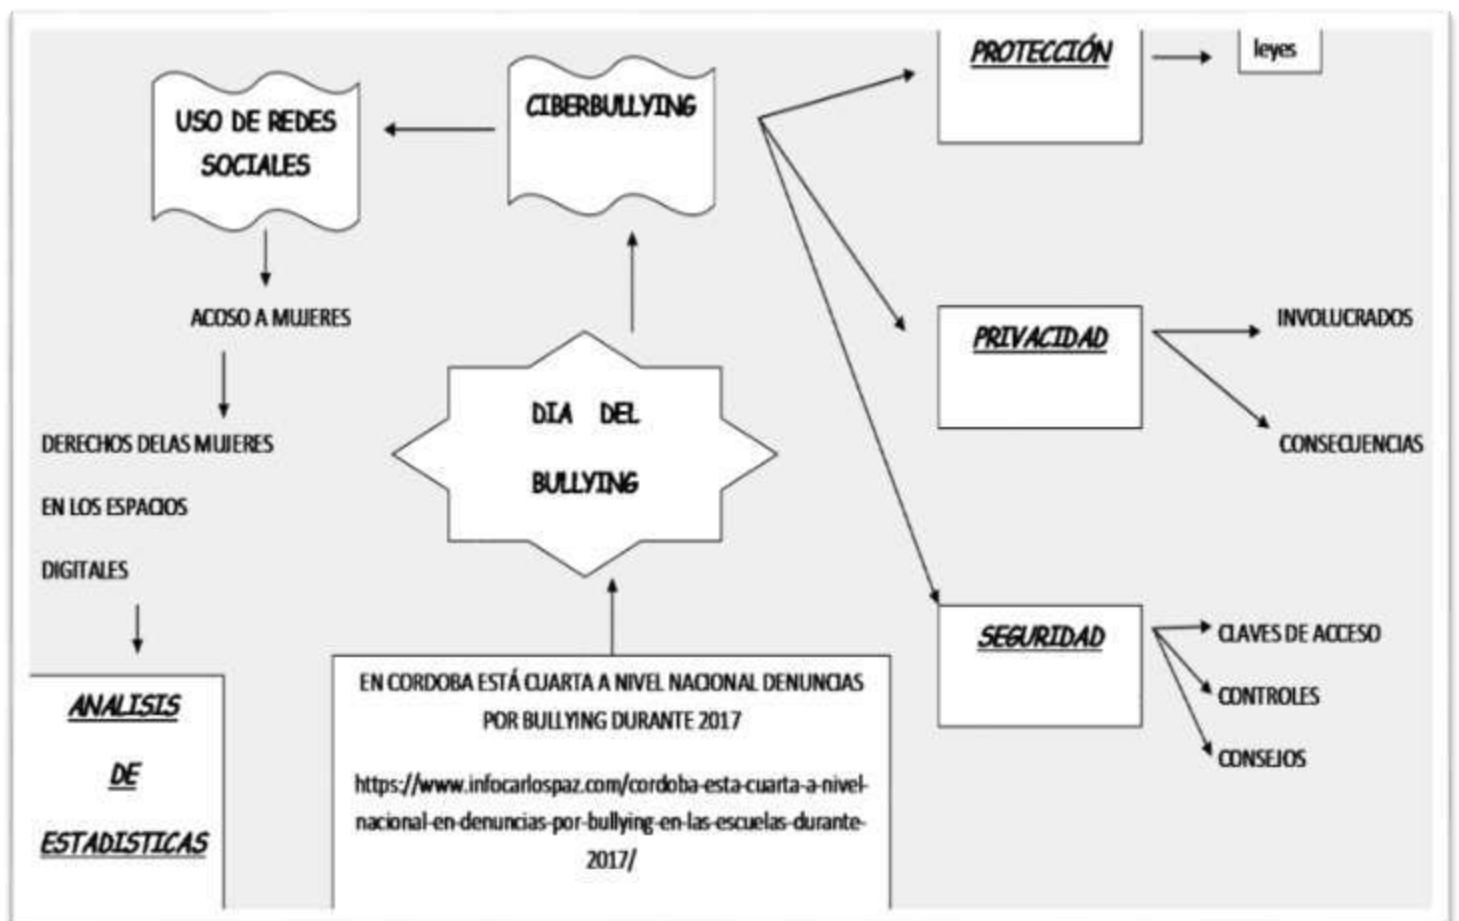 PROTECCIÓN
leyes
CIBERBULLYING
USO DE REDES
SOCIALES
ACOSO A MUJERES
DERECHOS DELAS MUJERES
EN LOS ESPACIOS
DIGITALES
ANALISIS
DE
ESTADISTICAS
DIA DEL
BULLYING
EN CORDOBA ESTÁ CUARTA A NIVEL NACIONAL DENUNCIAS
POR BULLYING DURANTE 2017
https://www.infocarlospaz.com/cordoba-esta-cuarta-a-nivel-
nacional-en-denuncias-por-bullying-en-las-escuelas-durante-
2017/
PRIVACIDAD
INVOLUCRADOS
CONSECUENCIAS
SEGURIDAD
CLAVES DE ACCESO
CONTROLES
CONSEJOS